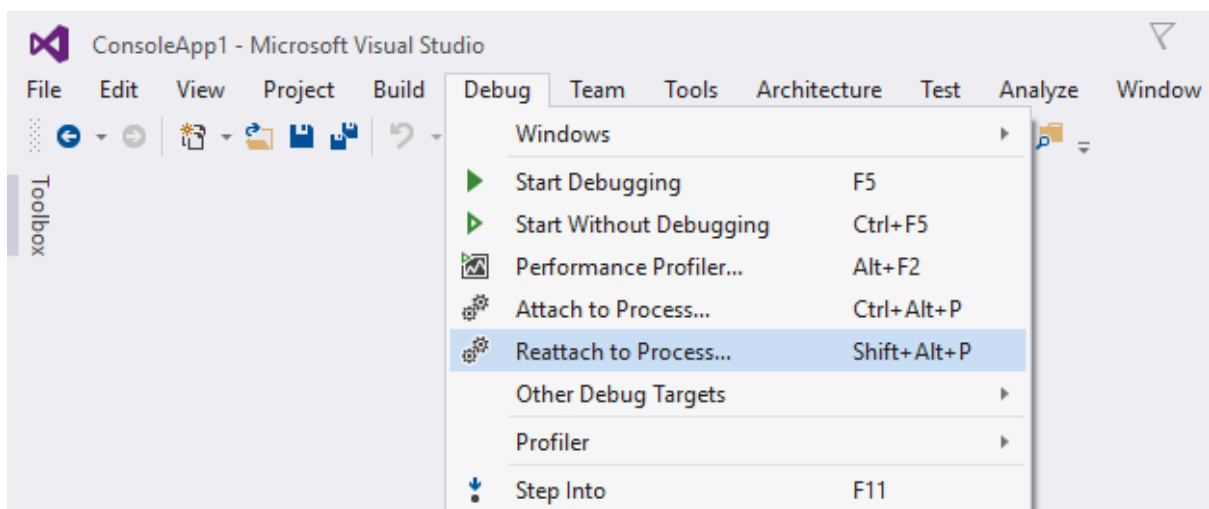 ConsoleApp1 - Microsoft Visual Studio
File Edit View Project Build Debug Team Tools Architecture Test Analyze Window
Windows
Toolbox
Start Debugging F5
Start Without Debugging Ctrl+F5
Performance Profiler... Alt+F2
Attach to Process... Ctrl+Alt+P
Reattach to Process... Shift+Alt+P
Other Debug Targets
Profiler
Step Into F11